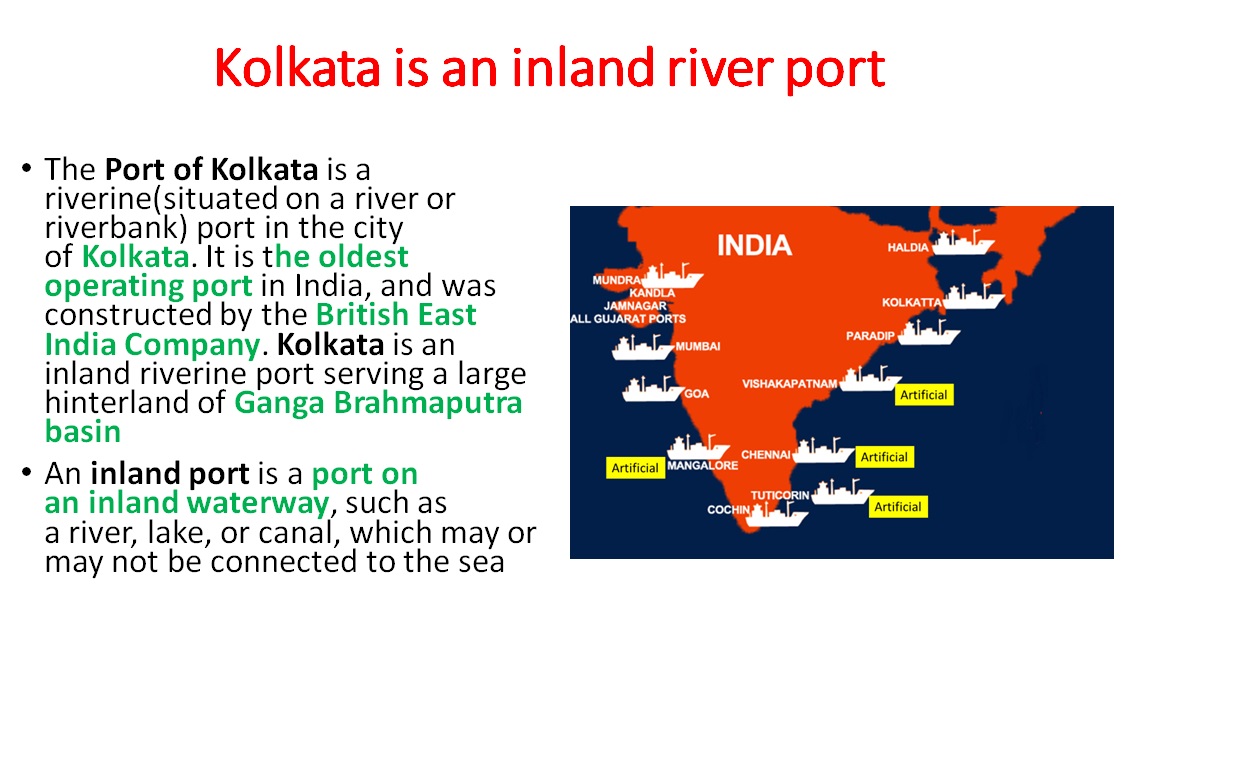 Kolkata is an inland river port
• The Port of Kolkata is a
riverine(situated on a river or
riverbank) port in the city
of Kolkata. It is the oldest
operating port in India, and was
constructed by the British East
India Company. Kolkata is an
inland riverine port serving a large
hinterland of Ganga Brahmaputra
basin
• An inland port is a port on
an inland waterway, such as
a river, lake, or canal, which may or
may not be connected to the sea
INDIA
HALDIA
MUNDRA
KANDLA
JAMNAGAR
ALL GUJARAT PORTS
KOLKATTA
PARADIP
MUMBAI
VISHAKAPATNAM
Artificial
GOA
CHENNAI
Artificial
Artificial
MANGALORE
TUTICORIN
Artificial
COCHIN